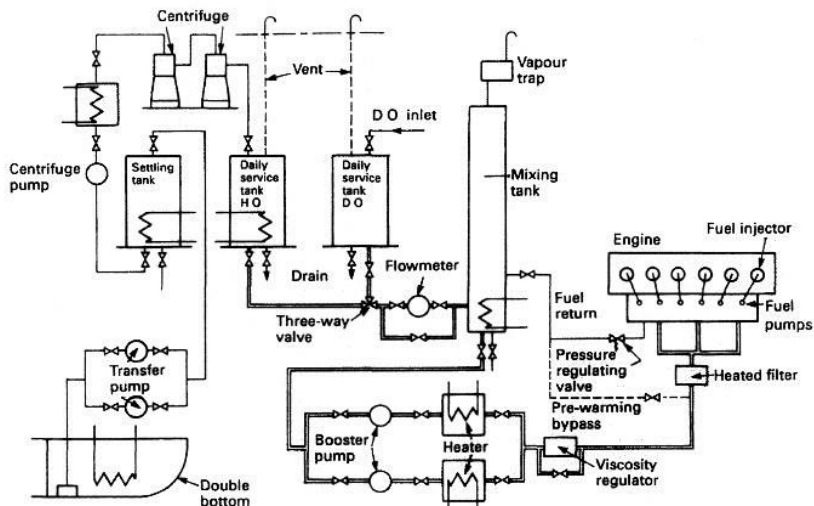 Centrifuge
Centrifuge
Vent
Vapour
trap
D O inlet
Centrifuge
pump
Settling
tank
Daily
service
tank
H O
Daily
service
tank
D O
Mixing
tank
Engine
Fuel injector
Drain
Flowmeter
Three-way
valve
Fuel
return
Fuel
pumps
Pressure
regulating
valve
Heated filter
Transfer
pump
Pre-warming
bypass
Booster
pump
Heater
Viscosity
regulator
Double
bottom